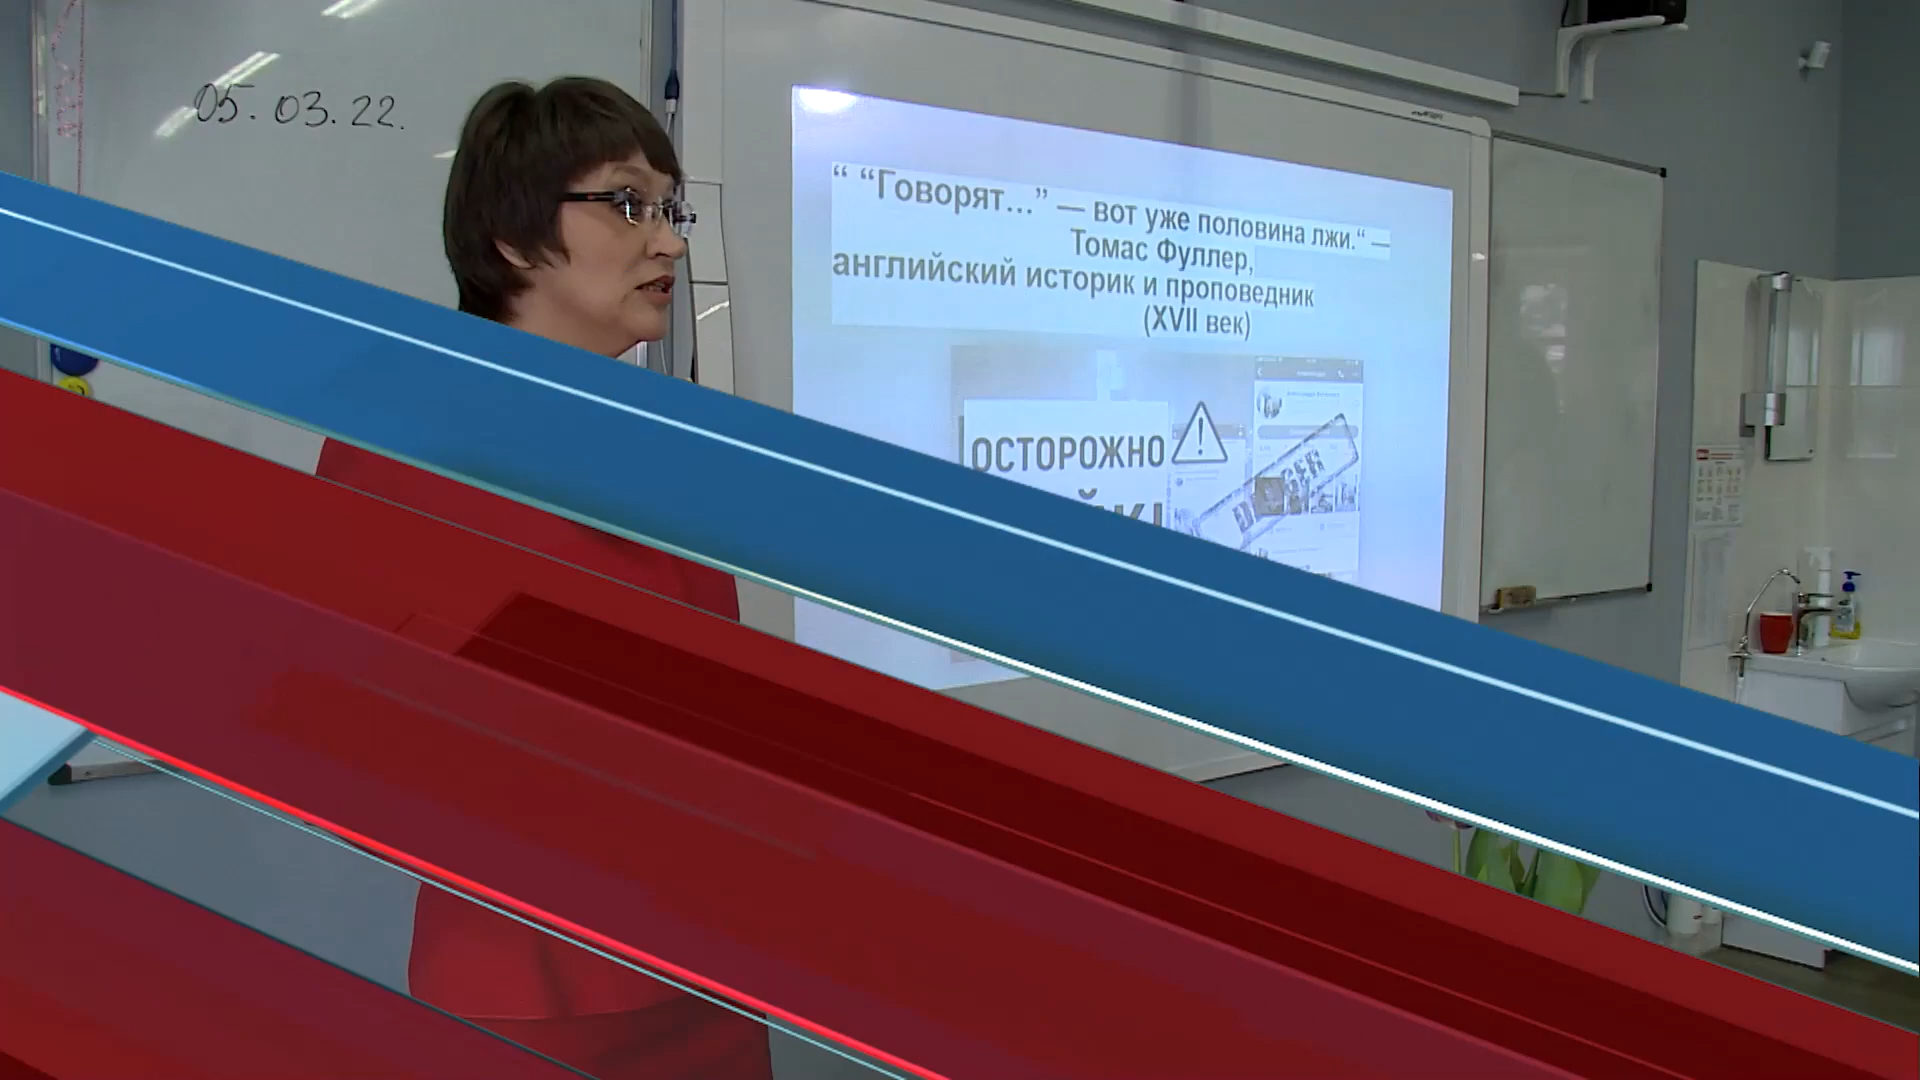 05. 03. 22.
“ “Говорят...” — вот уже половина лжи.“ —
Томас Фуллер,
английский историк и проповедник
(XVII век)
ОСТОРОЖНО